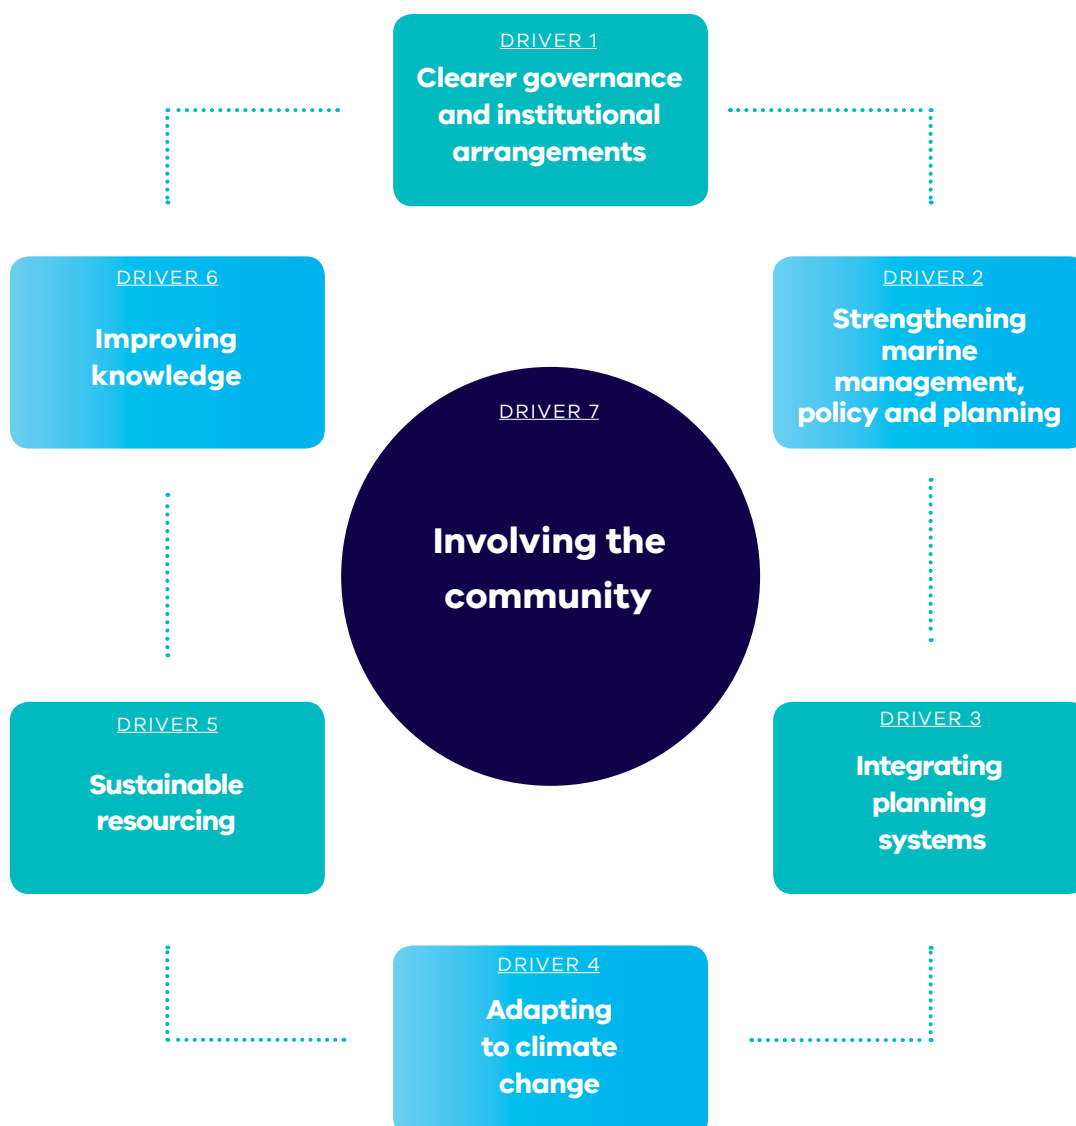 DRIVER 1
Clearer governance
and institutional
arrangements
DRIVER 6
Improving
knowledge
DRIVER 2
Strengthening
marine
management,
policy and planning
DRIVER 7
Involving the
community
DRIVER 5
Sustainable
resourcing
DRIVER 3
Integrating
planning
systems
DRIVER 4
Adapting
to climate
change